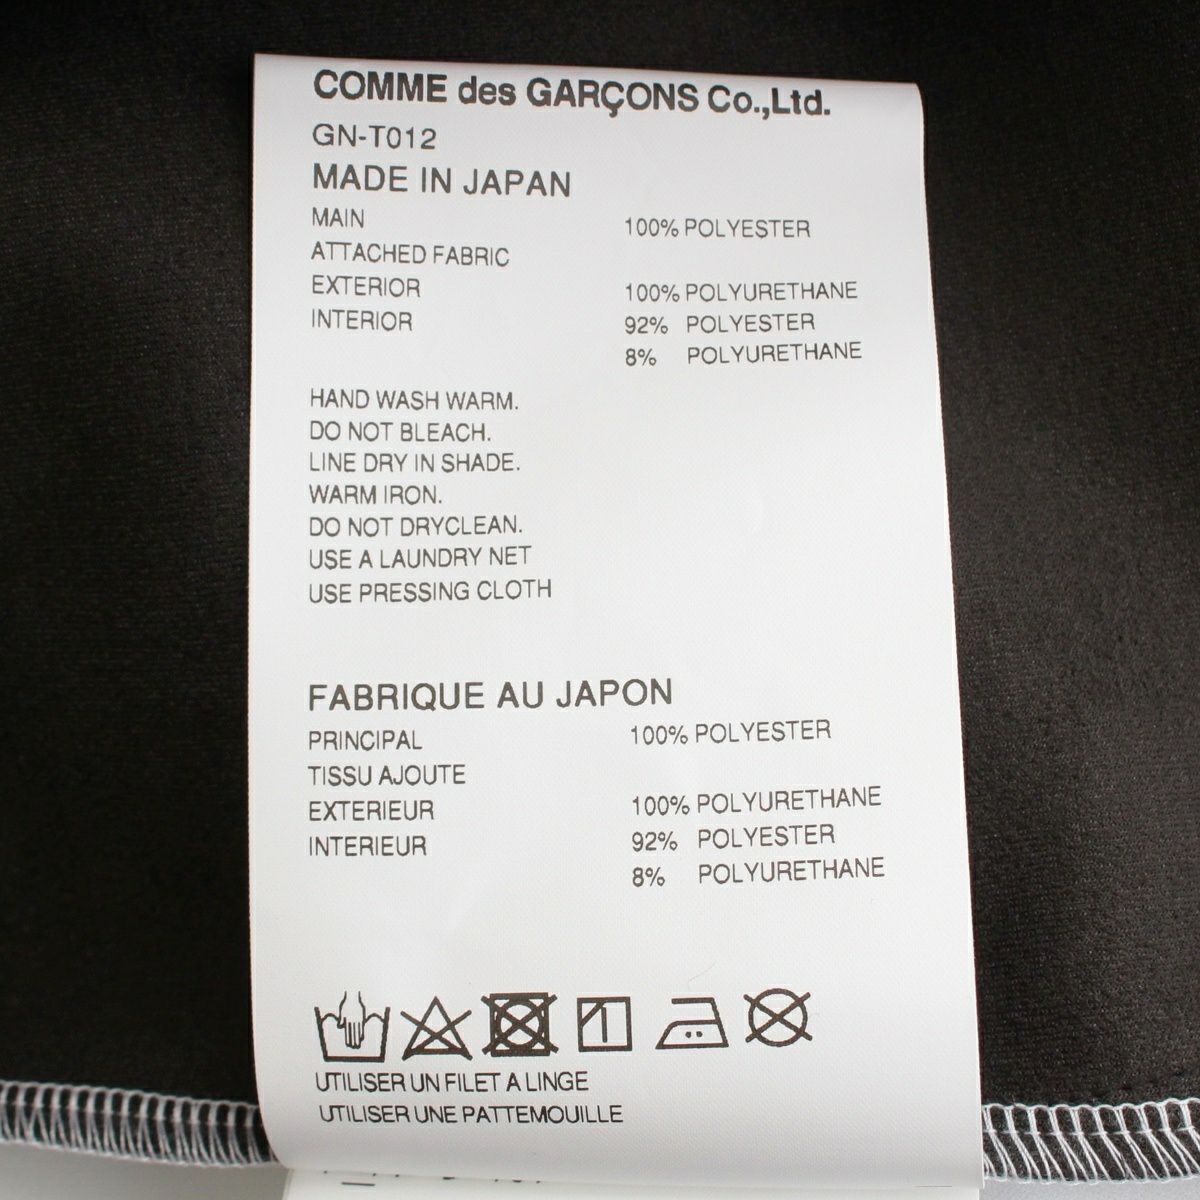 COMME des GARÇONS Co.,Ltd.
GN-T012
MADE IN JAPAN
MAIN 100% POLYESTER
ATTACHED FABRIC
EXTERIOR 100% POLYURETHANE
INTERIOR 92% POLYESTER
8% POLYURETHANE
HAND WASH WARM.
DO NOT BLEACH.
LINE DRY IN SHADE.
WARM IRON.
DO NOT DRYCLEAN.
USE A LAUNDRY NET
USE PRESSING CLOTH
FABRIQUE AU JAPON
PRINCIPAL 100% POLYESTER
TISSU AJOUTE
EXTERIEUR 100% POLYURETHANE
INTERIEUR 92% POLYESTER
8% POLYURETHANE
UTILISER UN FILET A LINGE
UTILISER UNE PATTEMOUILLE